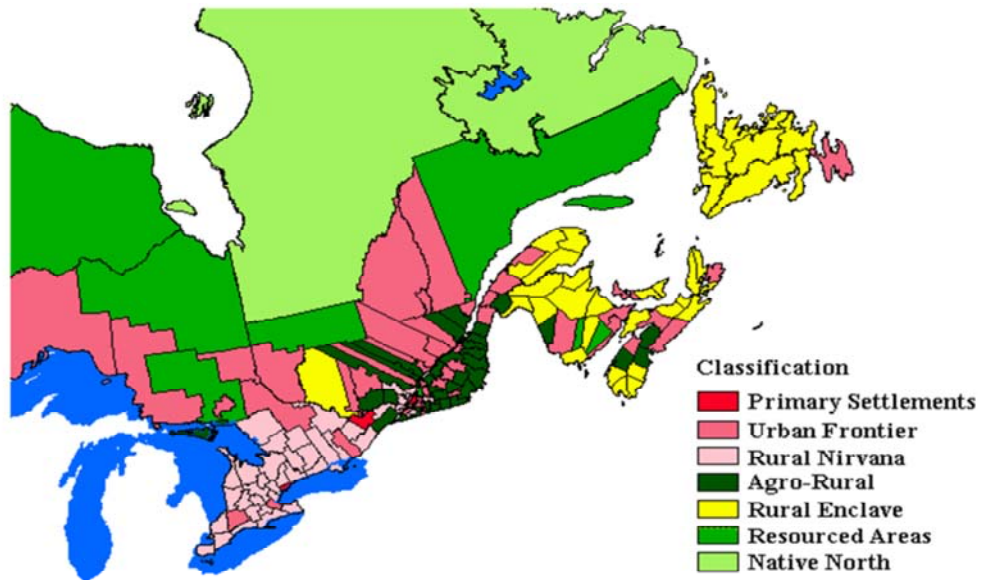 Classification
Primary Settlements
Urban Frontier
Rural Nirvana
Agro-Rural
Rural Enclave
Resourced Areas
Native North